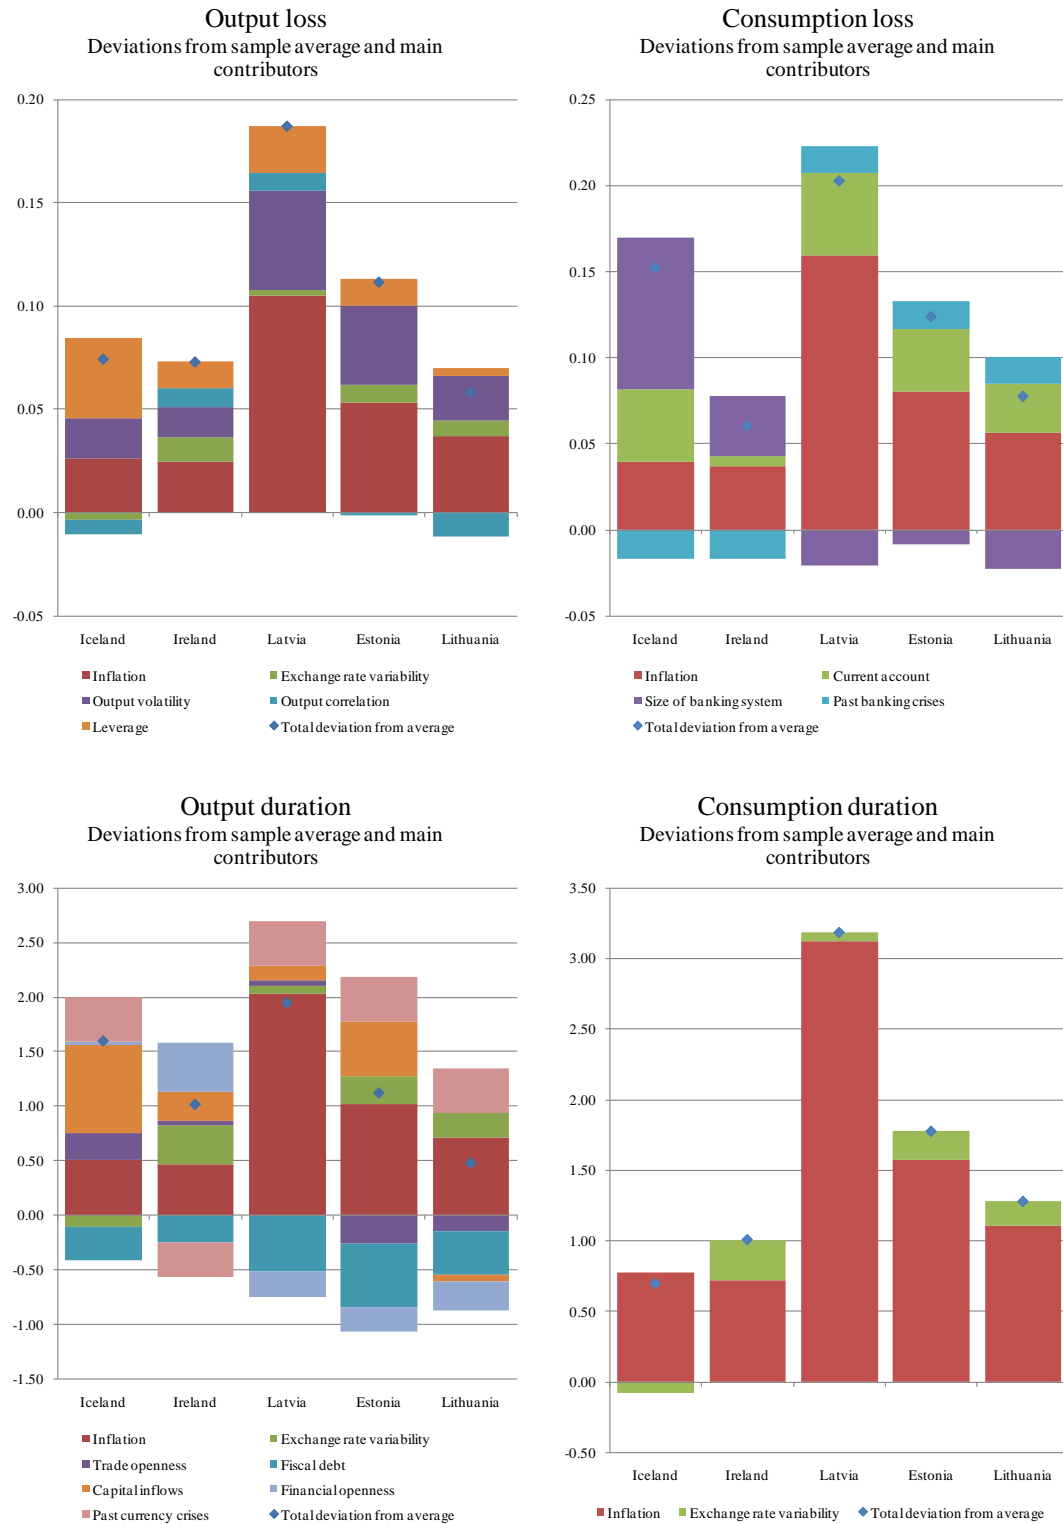 Output loss
Deviations from sample average and main
contributors
0.20
0.15
0.10
0.05
0.00
-0.05
Iceland Ireland Latvia Estonia Lithuania
Inflation Exchange rate variability
Output volatility Output correlation
Leverage Total deviation from average
Consumption loss
Deviations from sample average and main
contributors
0.25
0.20
0.15
0.10
0.05
0.00
-0.05
Iceland Ireland Latvia Estonia Lithuania
Inflation Current account
Size of banking system Past banking crises
Total deviation from average
Output duration
Deviations from sample average and main
contributors
3.00
2.50
2.00
1.50
1.00
0.50
0.00
-0.50
-1.00
-1.50
Iceland Ireland Latvia Estonia Lithuania
Inflation Exchange rate variability
Trade openness Fiscal debt
Capital inflows Financial openness
Past currency crises Total deviation from average
Consumption duration
Deviations from sample average and main
contributors
3.50
3.00
2.50
2.00
1.50
1.00
0.50
0.00
-0.50
Iceland Ireland Latvia Estonia Lithuania
Inflation Exchange rate variability Total deviation from average